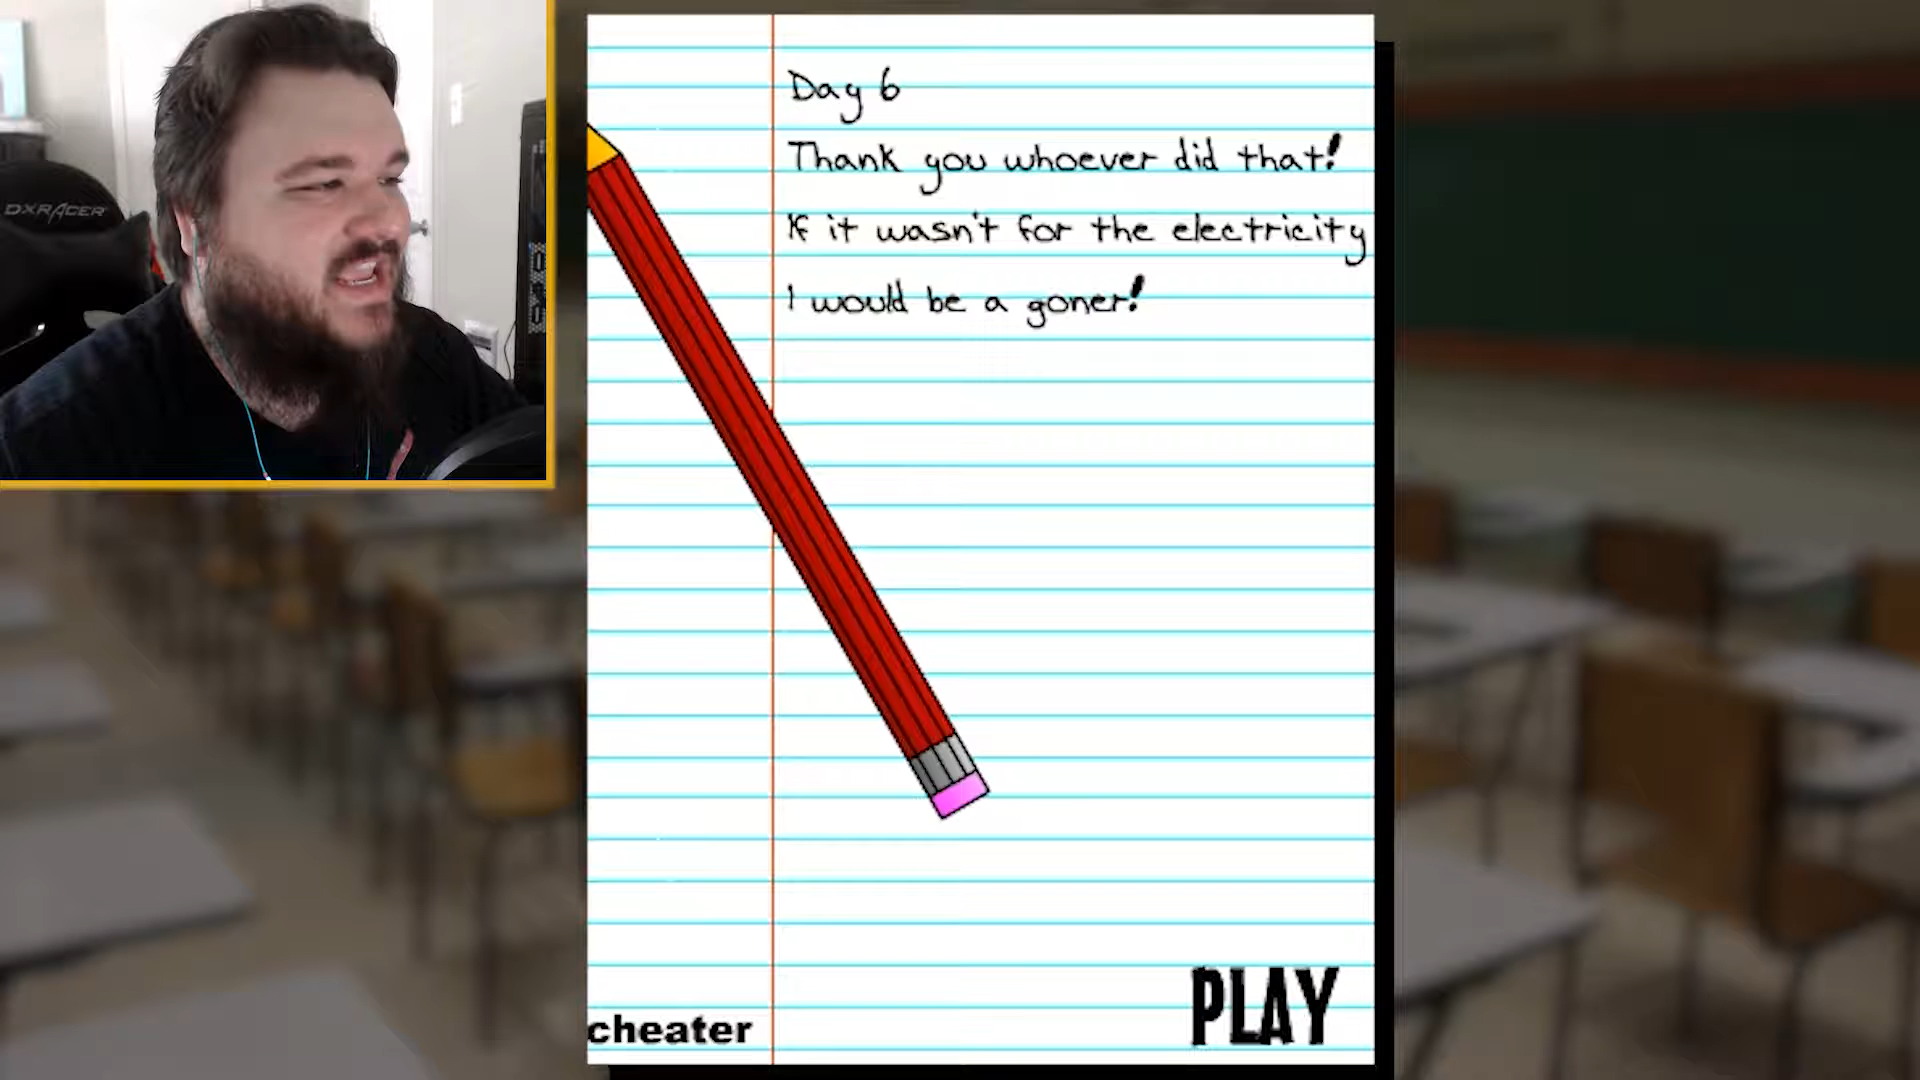 DXRACER
Day 6
Thank you whoever did that!
If it wasn't for the electricity
I would be a goner!
cheater
PLAY